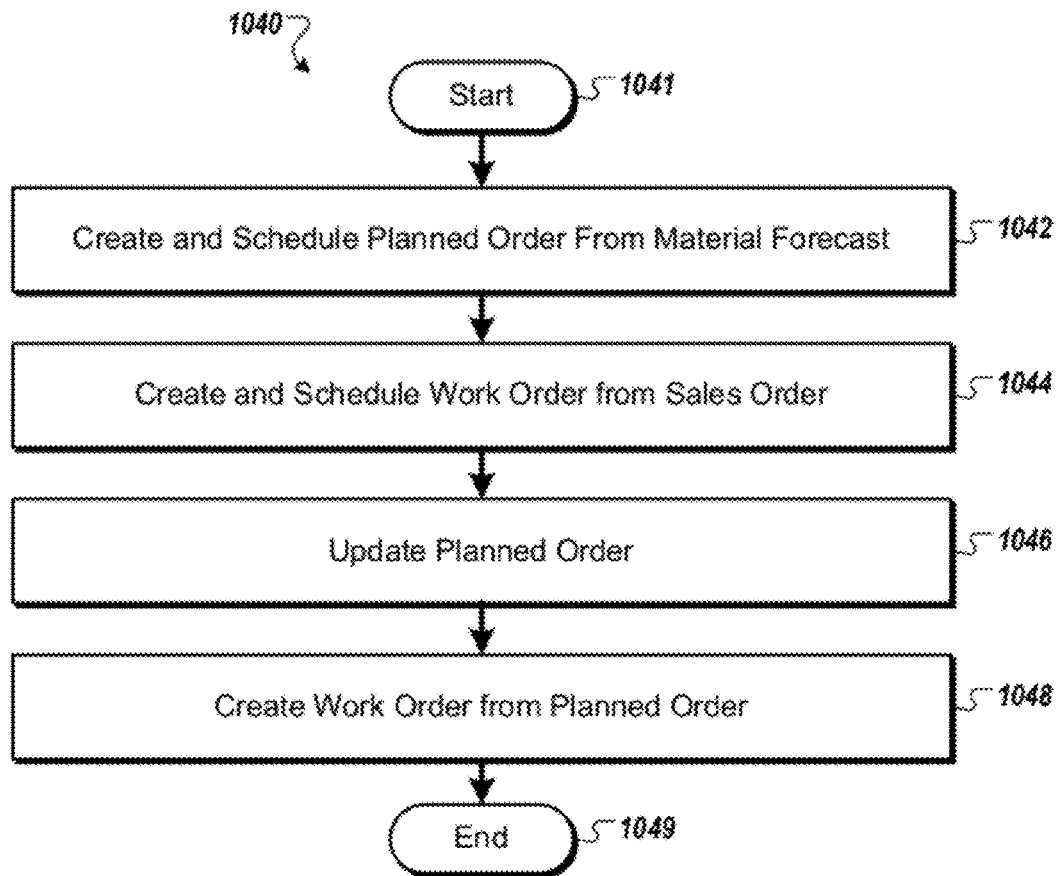 1040
Start
1041
Create and Schedule Planned Order From Material Forecast
1042
Create and Schedule Work Order from Sales Order
1044
Update Planned Order
1046
Create Work Order from Planned Order
1048
End
1049